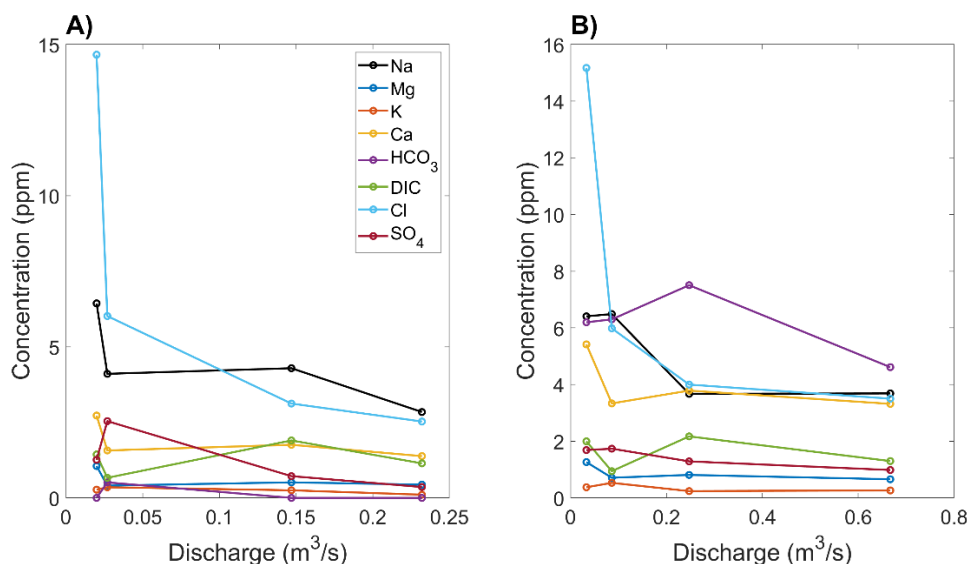 A)
Concentration (ppm)
15
10
5
0
0 0.05 0.1 0.15 0.2 0.25
Discharge (m³/s)
Na
Mg
K
Ca
HCO₃
DIC
Cl
SO₄
B)
Concentration (ppm)
16
14
12
10
8
6
4
2
0
0 0.2 0.4 0.6 0.8
Discharge (m³/s)